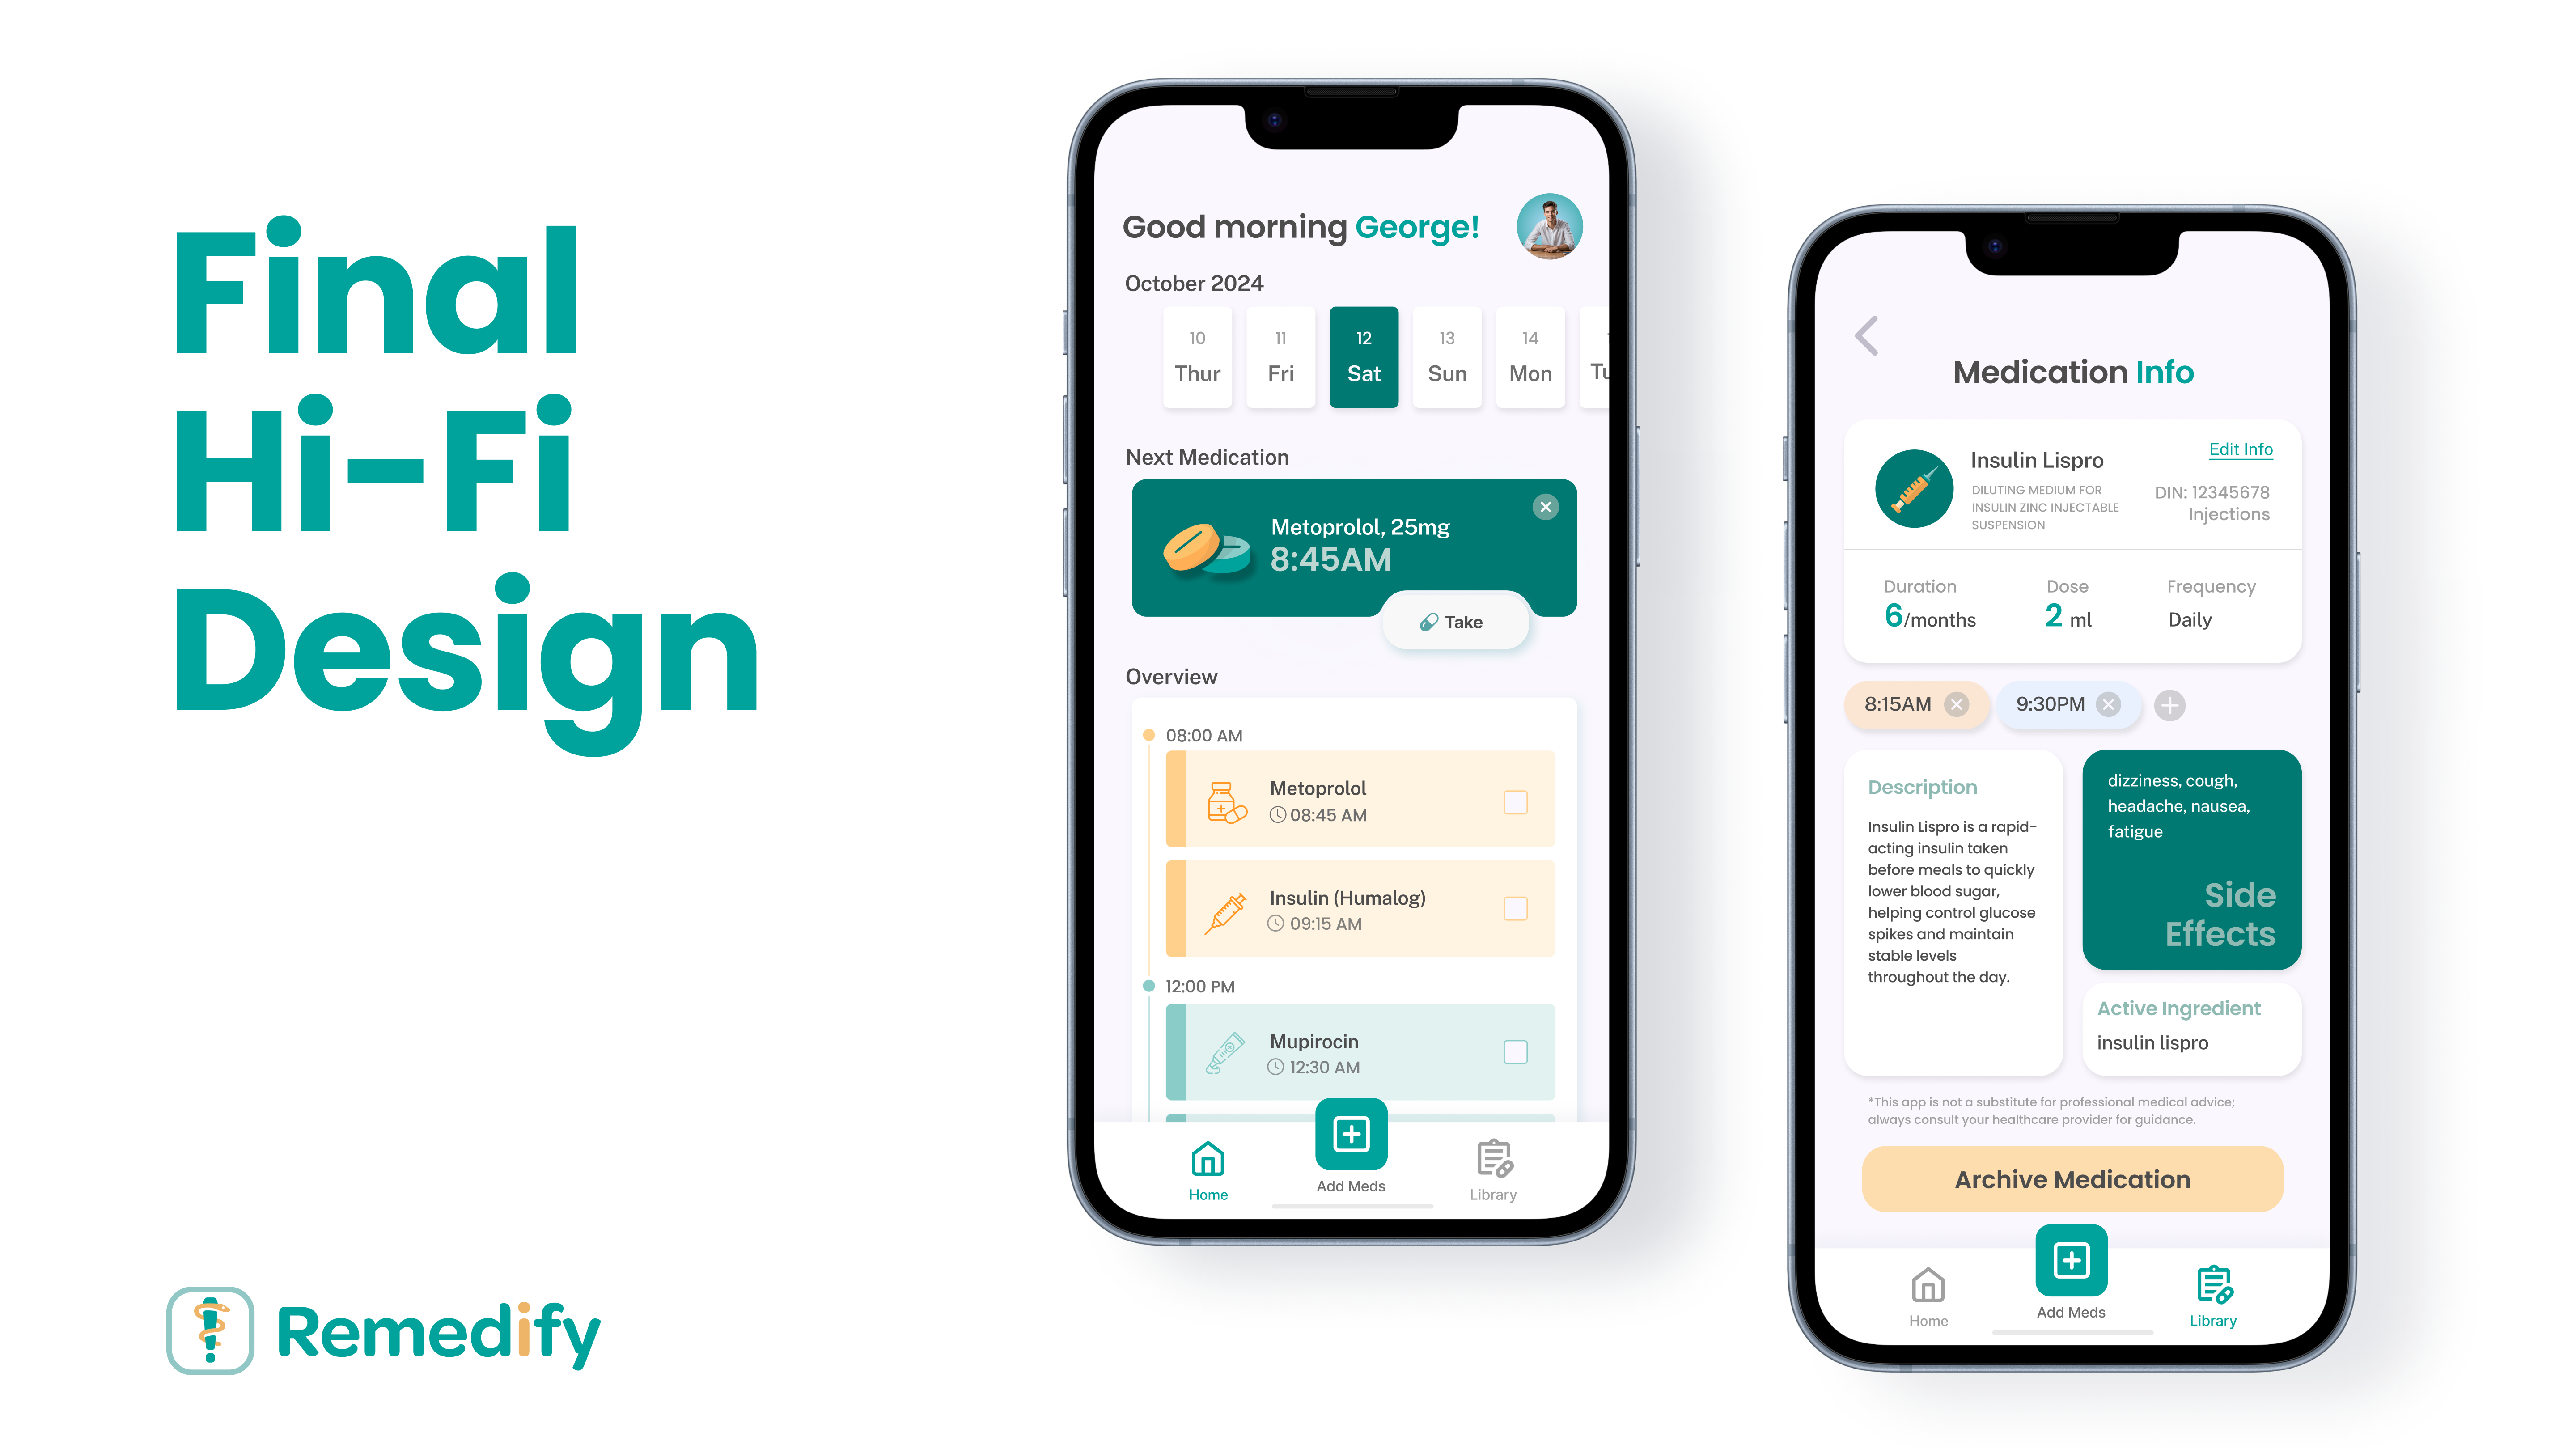 Final
Hi-Fi
Design
Remedify
Good morning George!
October 2024
10
Thur
11
Fri
12
Sat
13
Sun
14
Mon
Tu
Next Medication
Metoprolol, 25mg
8:45AM
Take
Overview
08:00 AM
Metoprolol
08:45 AM
Insulin (Humalog)
09:15 AM
12:00 PM
Mupirocin
12:30 AM
Home
Add Meds
Library
Medication Info
Insulin Lispro
Edit Info
DILUTING MEDIUM FOR
INSULIN ZINC INJECTABLE
SUSPENSION
DIN: 12345678
Injections
Duration
6/months
Dose
2 ml
Frequency
Daily
8:15AM
9:30PM
Description
Insulin Lispro is a rapid-
acting insulin taken
before meals to quickly
lower blood sugar,
helping control glucose
spikes and maintain
stable levels
throughout the day.
dizziness, cough,
headache, nausea,
fatigue
Side
Effects
Active Ingredient
insulin lispro
*This app is not a substitute for professional medical advice;
always consult your healthcare provider for guidance.
Archive Medication
Home
Add Meds
Library